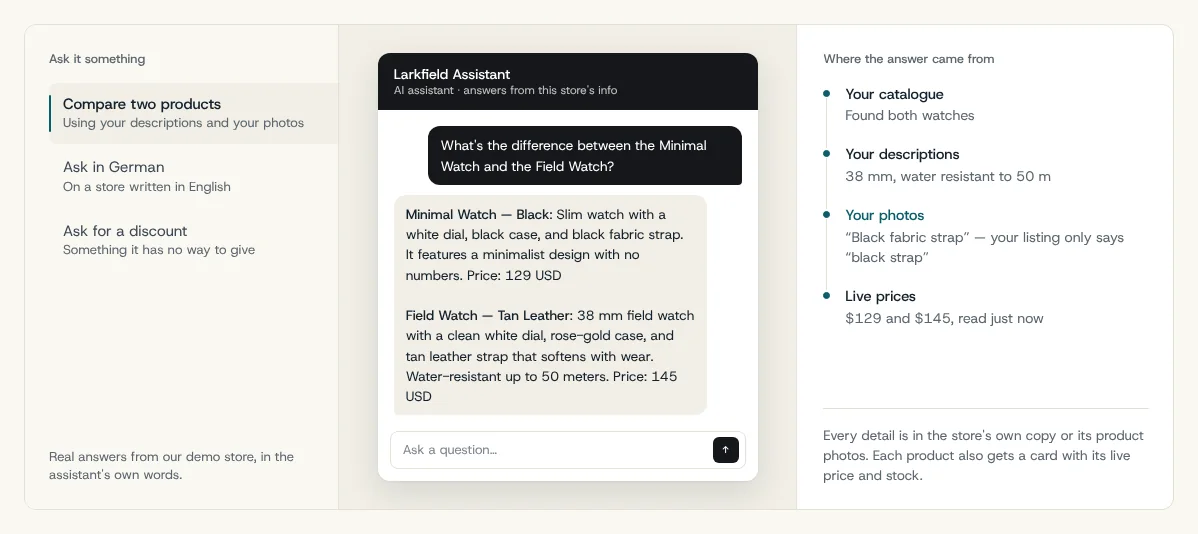 Ask it something
Compare two products
Using your descriptions and your photos
Ask in German
On a store written in English
Ask for a discount
Something it has no way to give
Real answers from our demo store, in the
assistant's own words.
Larkfield Assistant
AI assistant · answers from this store's info
What's the difference between the Minimal
Watch and the Field Watch?
Minimal Watch — Black: Slim watch with a
white dial, black case, and black fabric strap.
It features a minimalist design with no
numbers. Price: 129 USD
Field Watch — Tan Leather: 38 mm field watch
with a clean white dial, rose-gold case, and
tan leather strap that softens with wear.
Water-resistant up to 50 meters. Price: 145
USD
Ask a question...
Where the answer came from
Your catalogue
Found both watches
Your descriptions
38 mm, water resistant to 50 m
Your photos
“Black fabric strap” — your listing only says
“black strap”
Live prices
$129 and $145, read just now
Every detail is in the store's own copy or its product
photos. Each product also gets a card with its live
price and stock.